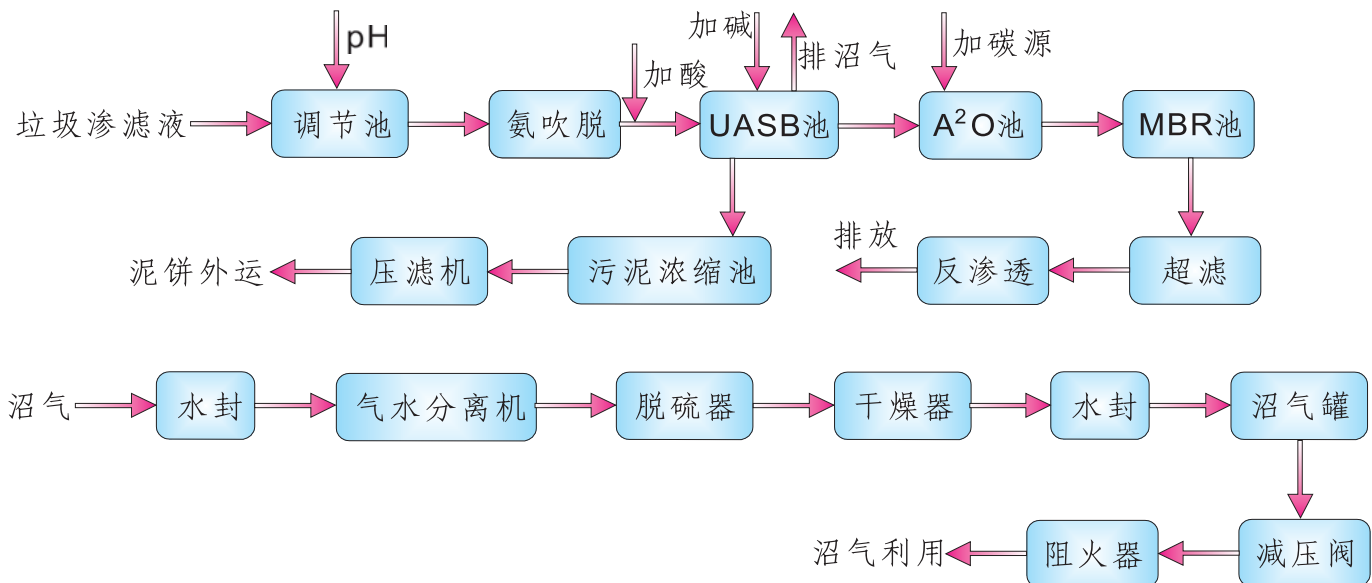 pH
加酸
加碱
排沼气
加碳源
垃圾渗滤液
调节池
氨吹脱
UASB池
A²O池
MBR池
泥饼外运
压滤机
污泥浓缩池
排放
反渗透
超滤
沼气
水封
气水分离机
脱硫器
干燥器
水封
沼气罐
沼气利用
阻火器
减压阀